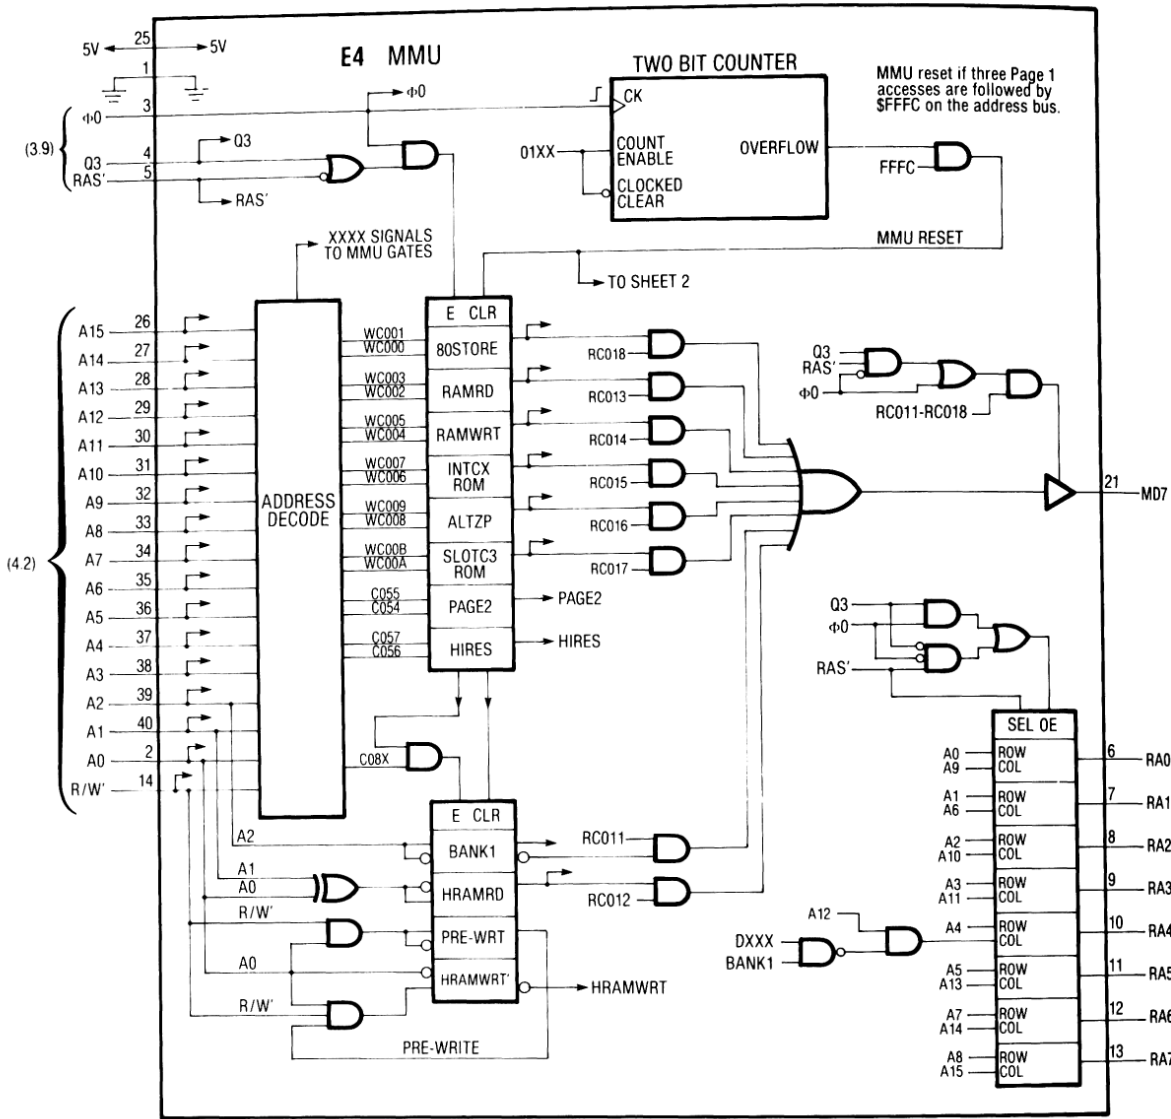 E4 MMU
5V 25 5V
1
Φ0 3 Φ0
(3.9)
Q3 4 Q3
RAS' 5
RAS'
TWO BIT COUNTER
CK
01XX COUNT ENABLE
CLOCKED CLEAR
OVERFLOW
FFFC
MMU reset if three Page 1
accesses are followed by
$FFFC on the address bus.
MMU RESET
TO SHEET 2
XXXX SIGNALS
TO MMU GATES
(4.2)
A15 26
A14 27
A13 28
A12 29
A11 30
A10 31
A9 32
A8 33
A7 34
A6 35
A5 36
A4 37
A3 38
A2 39
A1 40
A0 2
R/W' 14
ADDRESS
DECODE
E CLR
WC001
WC000
80STORE
RC018
WC003
WC002
RAMRD
RC013
WC005
WC004
RAMWRT
RC014
WC007
WC006
INTCX
ROM
RC015
WC009
WC008
ALTZP
RC016
WC00B
WC00A
SLOTC3
ROM
RC017
C055
C054
PAGE2
PAGE2
C057
C056
HIRES
HIRES
C08X
E CLR
A2
BANK1
RC011
A1
A0
HRAMRD
RC012
R/W'
PRE-WRT
A0
HRAMWRT'
HRAMWRT
R/W'
PRE-WRITE
Q3
RAS'
Φ0
RC011-RC018
21 MD7
Q3
Φ0
RAS'
SEL OE
A0 ROW
A9 COL
6 RA0
A1 ROW
A6 COL
7 RA1
A2 ROW
A10 COL
8 RA2
A3 ROW
A11 COL
9 RA3
A12
DXXX
BANK1
A4 ROW
COL
10 RA4
A5 ROW
A13 COL
11 RA5
A7 ROW
A14 COL
12 RA6
A8 ROW
A15 COL
13 RA7